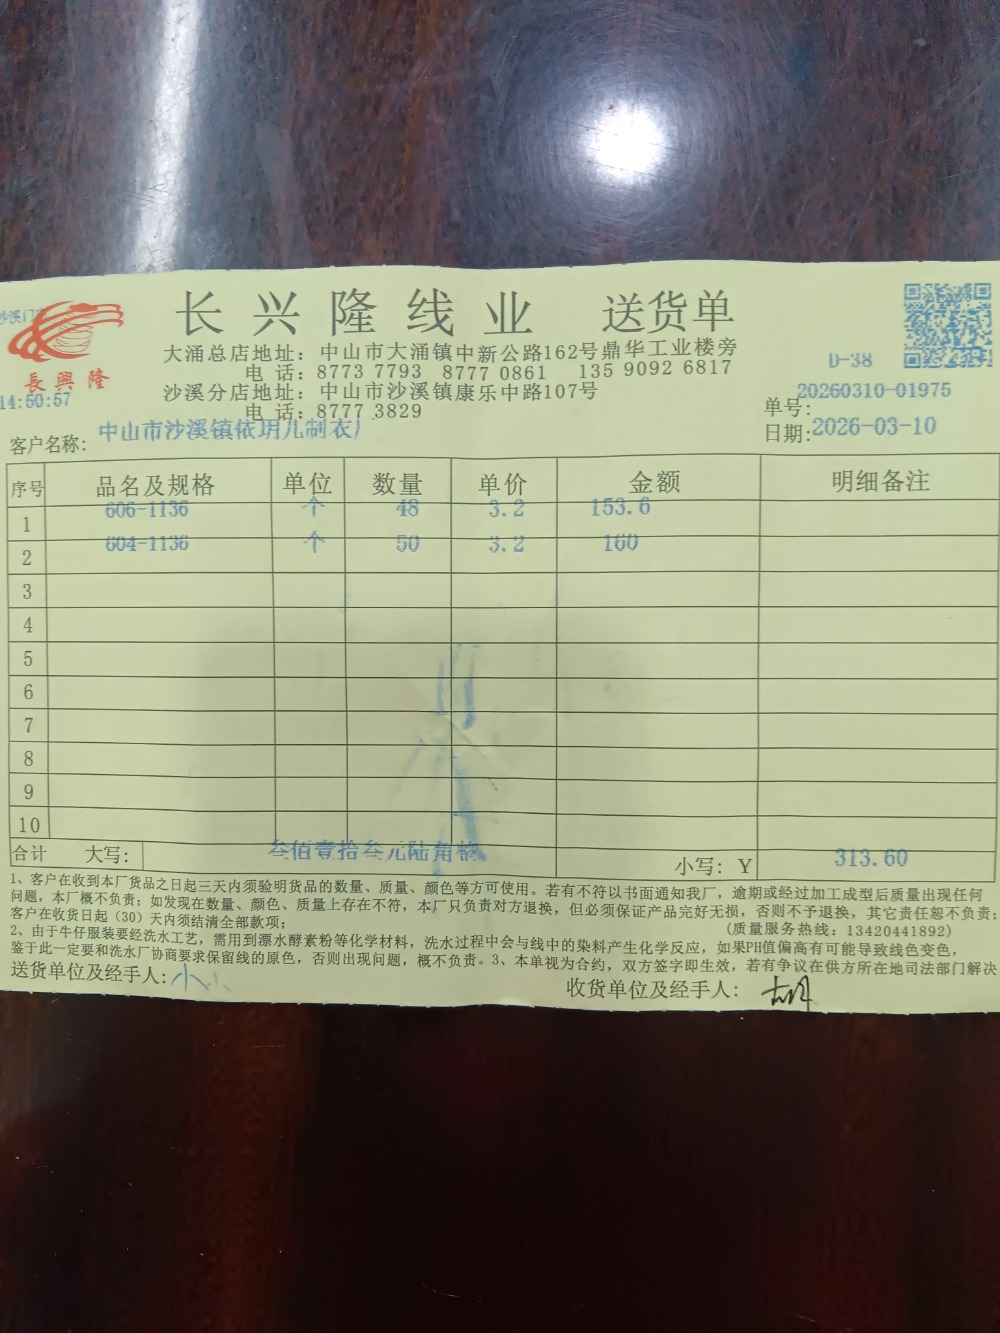 长兴隆线业 送货单
長興隆
大涌总店地址：中山市大涌镇中新公路162号鼎华工业楼旁
电 话：8773 7793 8777 0861 135 9092 6817
沙溪分店地址：中山市沙溪镇康乐中路107号
电 话：8777 3829
D-38
14:50:57
单号：20260310-01975
客户名称：中山市沙溪镇依玥儿制衣厂
日期：2026-03-10
序号 品名及规格 单位 数量 单价 金额 明细备注
1 606-1136 个 48 3.2 153.6
2 604-1136 个 50 3.2 160
3
4
5
6
7
8
9
10
合计 大写：叁佰壹拾叁元陆角整 小写：Y 313.60
1、客户在收到本厂货品之日起三天内须验明货品的数量、质量、颜色等方可使用。若有不符以书面通知我厂，逾期或经过加工成型后质量出现任何
问题，本厂概不负责；如发现在数量、颜色、质量上存在不符，本厂只负责对方退换，但必须保证产品完好无损，否则不予退换，其它责任恕不负责；
客户在收货日起（30）天内须结清全部款项； (质量服务热线：13420441892)
2、由于牛仔服装要经洗水工艺，需用到漂水酵素粉等化学材料，洗水过程中会与线中的染料产生化学反应，如果PH值偏高有可能导致线色变色，
鉴于此一定要和洗水厂协商要求保留线的原色，否则出现问题，概不负责。3、本单视为合约，双方签字即生效，若有争议在供方所在地司法部门解决
送货单位及经手人：小
收货单位及经手人：胡